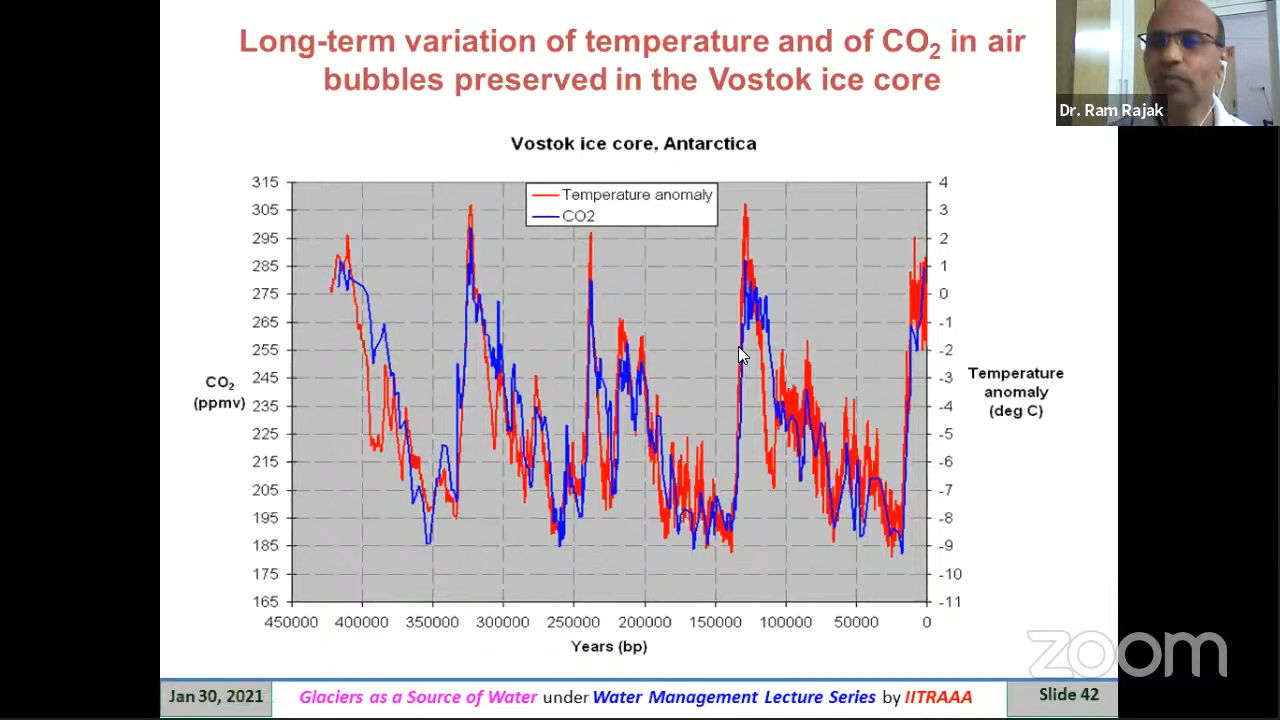 Long-term variation of temperature and of CO2 in air
bubbles preserved in the Vostok ice core
Dr. Ram Rajak
Vostok ice core, Antarctica
Temperature anomaly
CO2
315
305
295
285
275
265
255
245
235
225
215
205
195
185
175
165
CO2
(ppmv)
4
3
2
1
0
-1
-2
-3
-4
-5
-6
-7
-8
-9
-10
-11
Temperature
anomaly
(deg C)
450000 400000 350000 300000 250000 200000 150000 100000 50000 0
Years (bp)
zoom
Jan 30, 2021 Glaciers as a Source of Water under Water Management Lecture Series by IITRAAA Slide 42